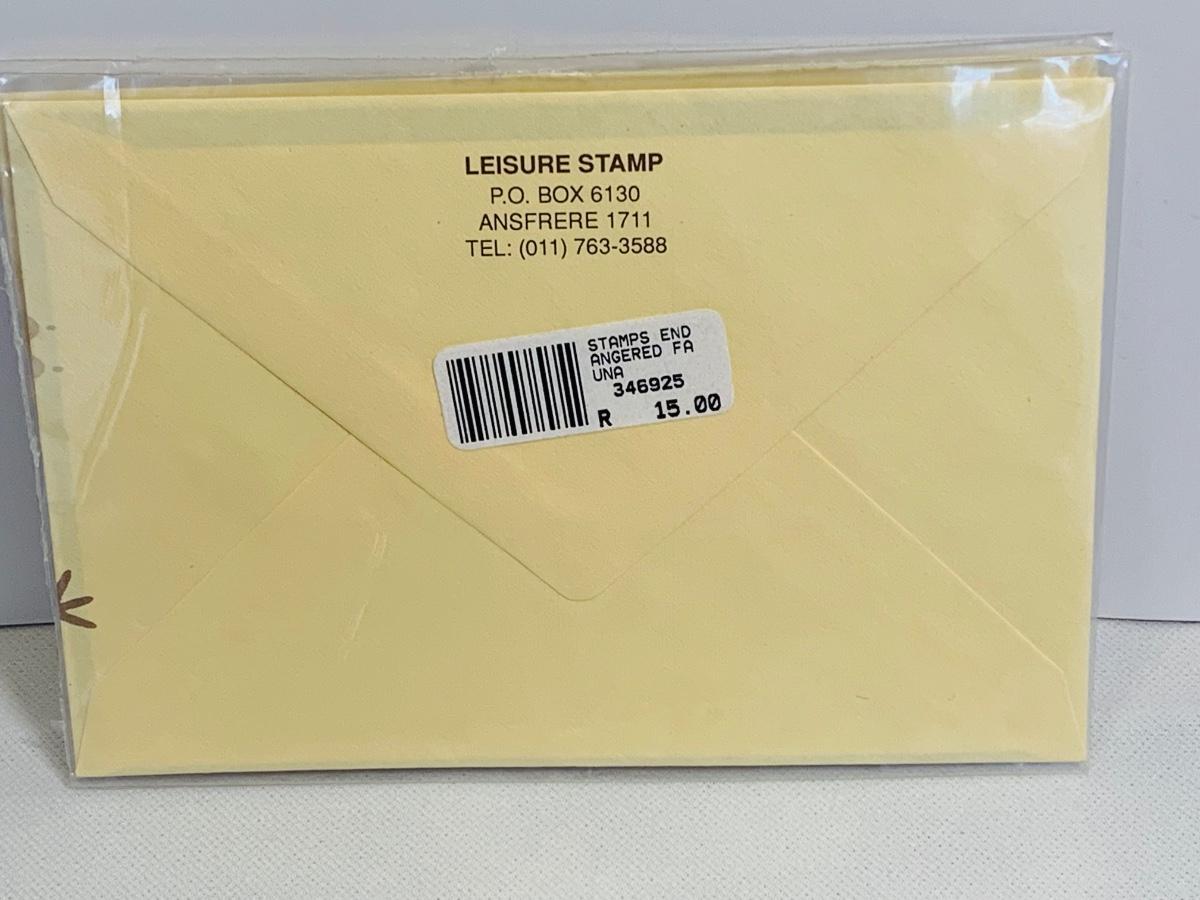 LEISURE STAMP
P.O. BOX 6130
ANSFRERE 1711
TEL: (011) 763-3588
STAMPS END
ANGERED FA
UNA
346925
R 15.00